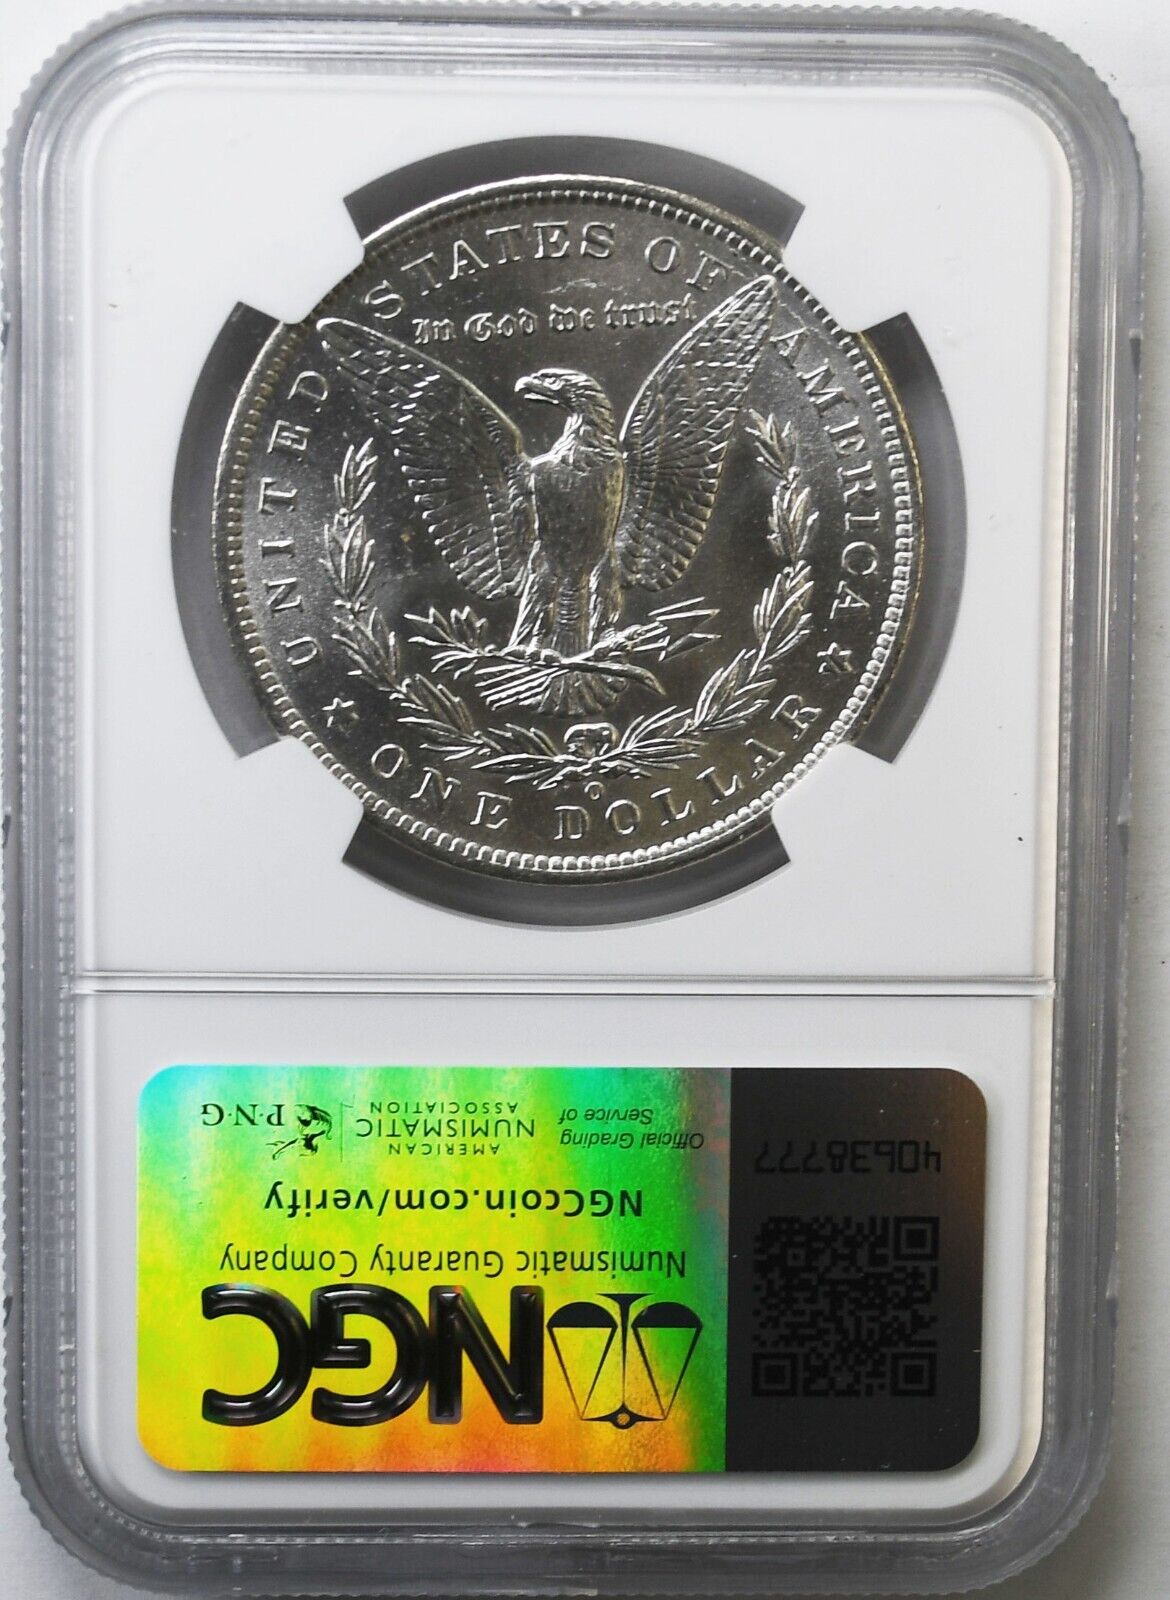 UNITED STATES OF AMERICA
In God we trust
O
ONE DOLLAR
NGC
Numismatic Guaranty Company
NGCcoin.com/verify
Official Grading
Service of
AMERICAN
NUMISMATIC
ASSOCIATION
P·N·G